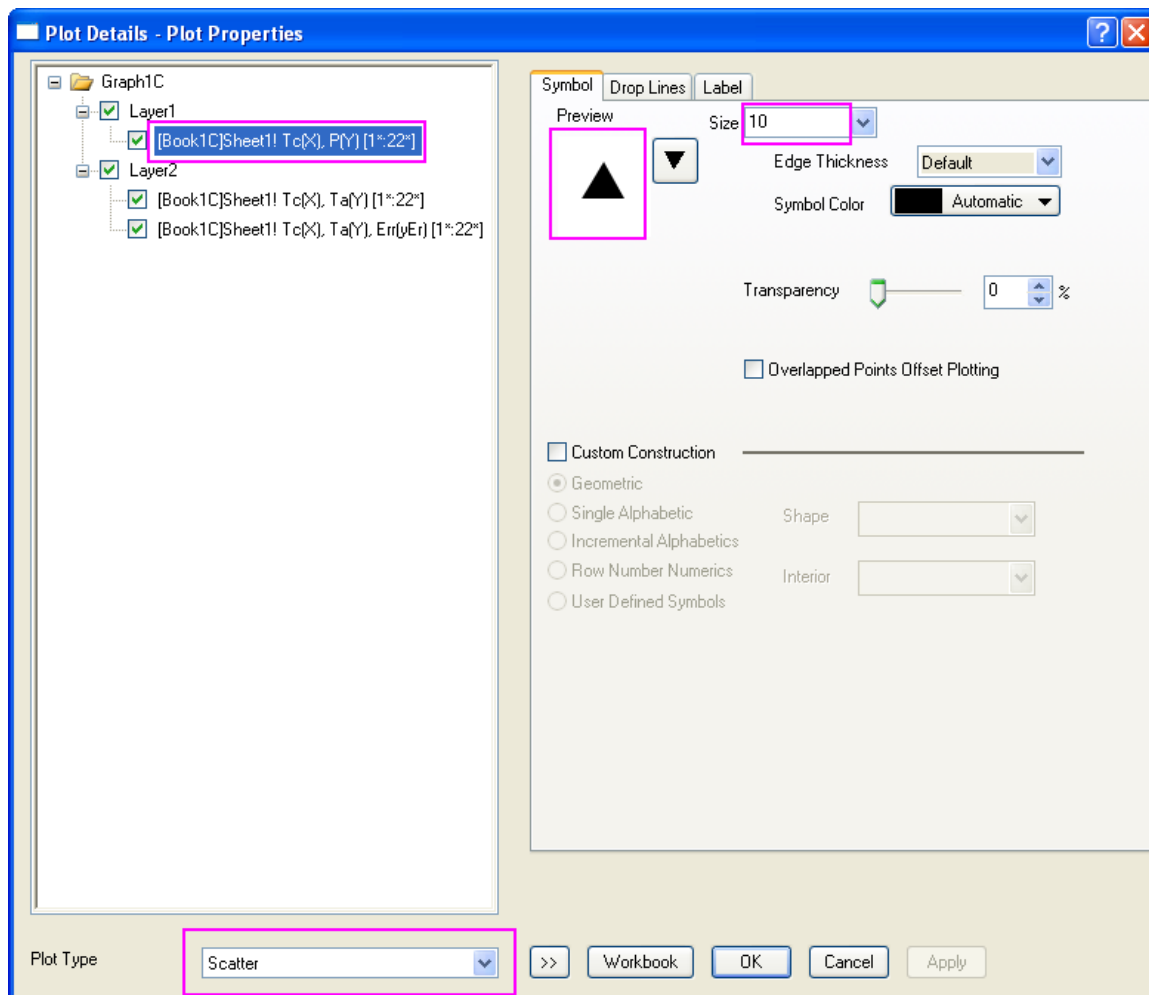 Plot Details - Plot Properties
Graph1C
Layer1
[Book1C]Sheet1! Tc(X), P(Y) [1*:22*]
Layer2
[Book1C]Sheet1! Tc(X), Ta(Y) [1*:22*]
[Book1C]Sheet1! Tc(X), Ta(Y), Err(yEr) [1*:22*]
Symbol Drop Lines Label
Preview
Size 10
Edge Thickness Default
Symbol Color Automatic
Transparency 0 %
Overlapped Points Offset Plotting
Custom Construction
Geometric
Single Alphabetic
Shape
Incremental Alphabetics
Row Number Numerics
Interior
User Defined Symbols
Plot Type Scatter >> Workbook OK Cancel Apply